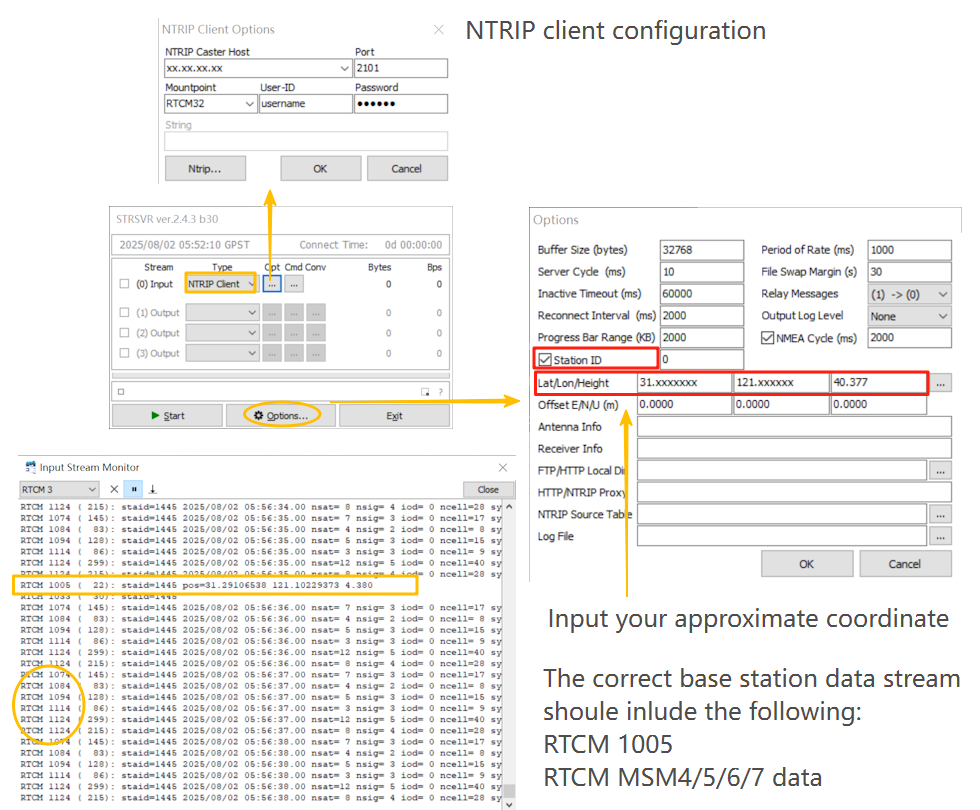 NTRIP client configuration
NTRIP Client Options
NTRIP Caster Host Port
xx.xx.xx.xx 2101
Mountpoint User-ID Password
RTCM32 username ••••••
String
Ntrip... OK Cancel
STRSVR ver.2.4.3 b30
2025/08/02 05:52:10 GPST Connect Time: 0d 00:00:00
Stream Type Opt Cmd Conv Bytes Bps
(0) Input NTRIP Client ... ... 0 0
(1) Output ... ... ... 0 0
(2) Output ... ... ... 0 0
(3) Output ... ... ... 0 0
?
Start Options... Exit
Options
Buffer Size (bytes) 32768 Period of Rate (ms) 1000
Server Cycle (ms) 10 File Swap Margin (s) 30
Inactive Timeout (ms) 60000 Relay Messages (1) -> (0)
Reconnect Interval (ms) 2000 Output Log Level None
Progress Bar Range (KB) 2000 NMEA Cycle (ms) 2000
Station ID 0
Lat/Lon/Height 31.xxxxxxx 121.xxxxxx 40.377 ...
Offset E/N/U (m) 0.0000 0.0000 0.0000
Antenna Info
Receiver Info
FTP/HTTP Local Dir ...
HTTP/NTRIP Proxy
NTRIP Source Table ...
Log File ...
OK Cancel
Input Stream Monitor
RTCM 3 Close
RTCM 1124 ( 215): staid=1445 2025/08/02 05:56:34.00 nsat= 8 nsig= 4 iod= 0 ncell=28 sy
RTCM 1074 ( 145): staid=1445 2025/08/02 05:56:35.00 nsat= 7 nsig= 3 iod= 0 ncell=17 sy
RTCM 1084 ( 83): staid=1445 2025/08/02 05:56:35.00 nsat= 4 nsig= 2 iod= 0 ncell= 8 sy
RTCM 1094 ( 128): staid=1445 2025/08/02 05:56:35.00 nsat= 5 nsig= 3 iod= 0 ncell=15 sy
RTCM 1114 ( 86): staid=1445 2025/08/02 05:56:35.00 nsat= 3 nsig= 3 iod= 0 ncell= 9 sy
RTCM 1124 ( 299): staid=1445 2025/08/02 05:56:35.00 nsat=12 nsig= 5 iod= 0 ncell=40 sy
RTCM 1124 ( 215): staid=1445 2025/08/02 05:56:35.00 nsat= 8 nsig= 4 iod= 0 ncell=28 sy
RTCM 1005 ( 22): staid=1445 pos=31.29106538 121.10229373 4.380
RTCM 1033 ( 30): staid=1445
RTCM 1074 ( 145): staid=1445 2025/08/02 05:56:36.00 nsat= 7 nsig= 3 iod= 0 ncell=17 sy
RTCM 1084 ( 83): staid=1445 2025/08/02 05:56:36.00 nsat= 4 nsig= 2 iod= 0 ncell= 8 sy
RTCM 1094 ( 128): staid=1445 2025/08/02 05:56:36.00 nsat= 5 nsig= 3 iod= 0 ncell=15 sy
RTCM 1114 ( 86): staid=1445 2025/08/02 05:56:36.00 nsat= 3 nsig= 3 iod= 0 ncell= 9 sy
RTCM 1124 ( 299): staid=1445 2025/08/02 05:56:36.00 nsat=12 nsig= 5 iod= 0 ncell=40 sy
RTCM 1124 ( 215): staid=1445 2025/08/02 05:56:36.00 nsat= 8 nsig= 4 iod= 0 ncell=28 sy
RTCM 1074 ( 145): staid=1445 2025/08/02 05:56:37.00 nsat= 7 nsig= 3 iod= 0 ncell=17 sy
RTCM 1084 ( 83): staid=1445 2025/08/02 05:56:37.00 nsat= 4 nsig= 2 iod= 0 ncell= 8 sy
RTCM 1094 ( 128): staid=1445 2025/08/02 05:56:37.00 nsat= 5 nsig= 3 iod= 0 ncell=15 sy
RTCM 1114 ( 86): staid=1445 2025/08/02 05:56:37.00 nsat= 3 nsig= 3 iod= 0 ncell= 9 sy
RTCM 1124 ( 299): staid=1445 2025/08/02 05:56:37.00 nsat=12 nsig= 5 iod= 0 ncell=40 sy
RTCM 1124 ( 215): staid=1445 2025/08/02 05:56:37.00 nsat= 8 nsig= 4 iod= 0 ncell=28 sy
RTCM 1074 ( 145): staid=1445 2025/08/02 05:56:38.00 nsat= 7 nsig= 3 iod= 0 ncell=17 sy
RTCM 1084 ( 83): staid=1445 2025/08/02 05:56:38.00 nsat= 4 nsig= 2 iod= 0 ncell= 8 sy
RTCM 1094 ( 128): staid=1445 2025/08/02 05:56:38.00 nsat= 5 nsig= 3 iod= 0 ncell=15 sy
RTCM 1114 ( 86): staid=1445 2025/08/02 05:56:38.00 nsat= 3 nsig= 3 iod= 0 ncell= 9 sy
RTCM 1124 ( 299): staid=1445 2025/08/02 05:56:38.00 nsat=12 nsig= 5 iod= 0 ncell=40 sy
RTCM 1124 ( 215): staid=1445 2025/08/02 05:56:38.00 nsat= 8 nsig= 4 iod= 0 ncell=28 sy
Input your approximate coordinate
The correct base station data stream
shoule inlude the following:
RTCM 1005
RTCM MSM4/5/6/7 data